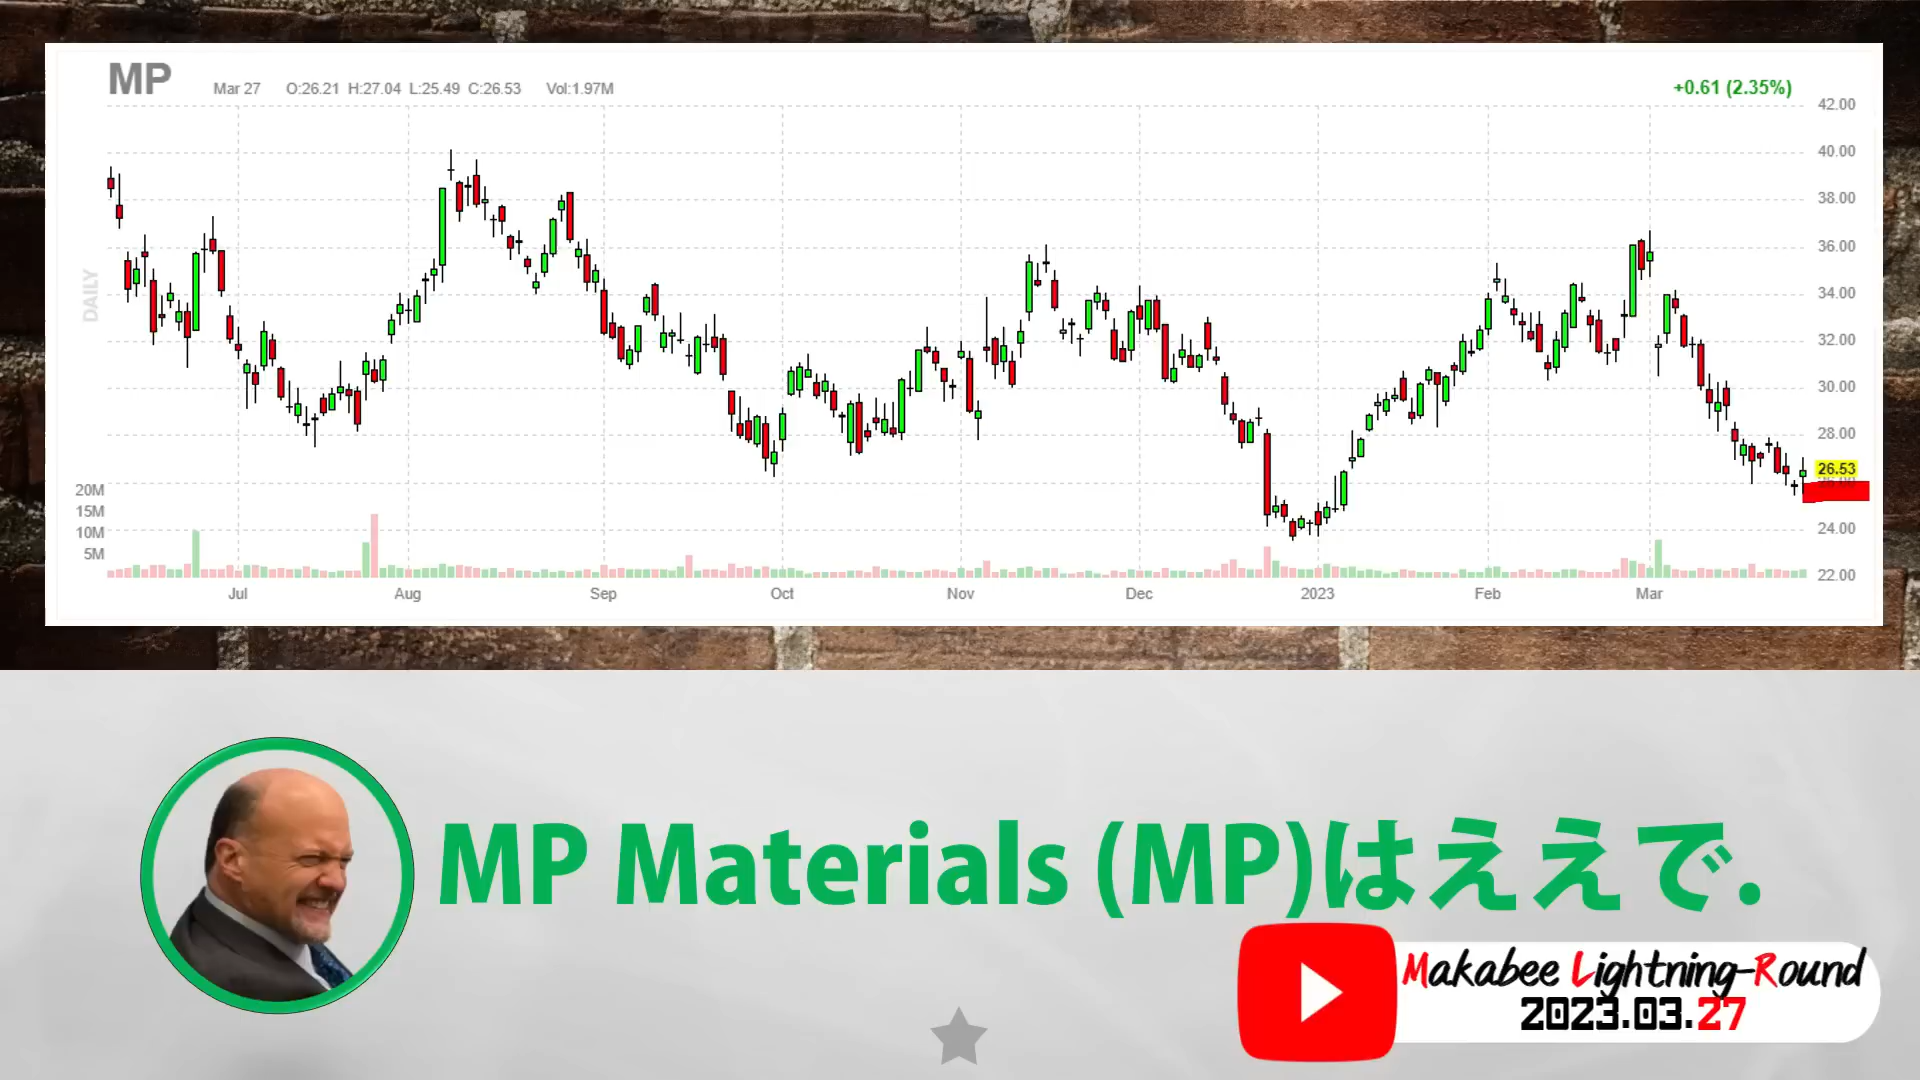 MP Mar 27 O:26.21 H:27.04 L:25.49 C:26.53 Vol:1.97M +0.61 (2.35%)
42.00
40.00
38.00
36.00
34.00
32.00
30.00
28.00
26.53
24.00
22.00
DAILY
20M
15M
10M
5M
Jul Aug Sep Oct Nov Dec 2023 Feb Mar
MP Materials (MP)はええで.
Makabee Lightning-Round
2023.03.27